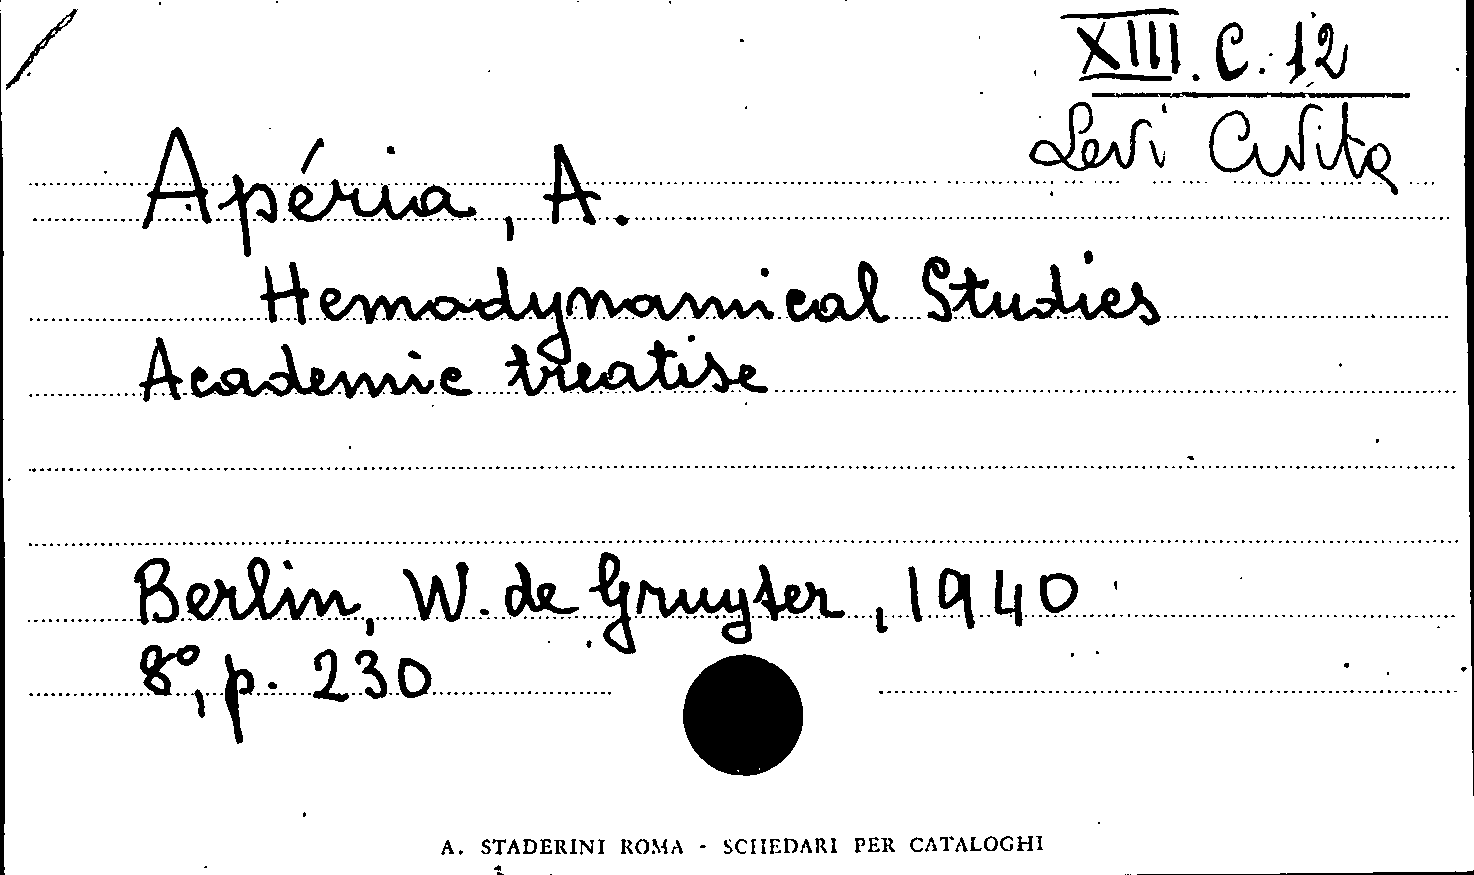 XIII. C. 12
Levi Civita
Apéria, A.
Hemodynamical Studies
Academic treatise
Berlin, W. de Gruyter, 1940
8°, p. 230
A. STADERINI ROMA - SCHEDARI PER CATALOGHI